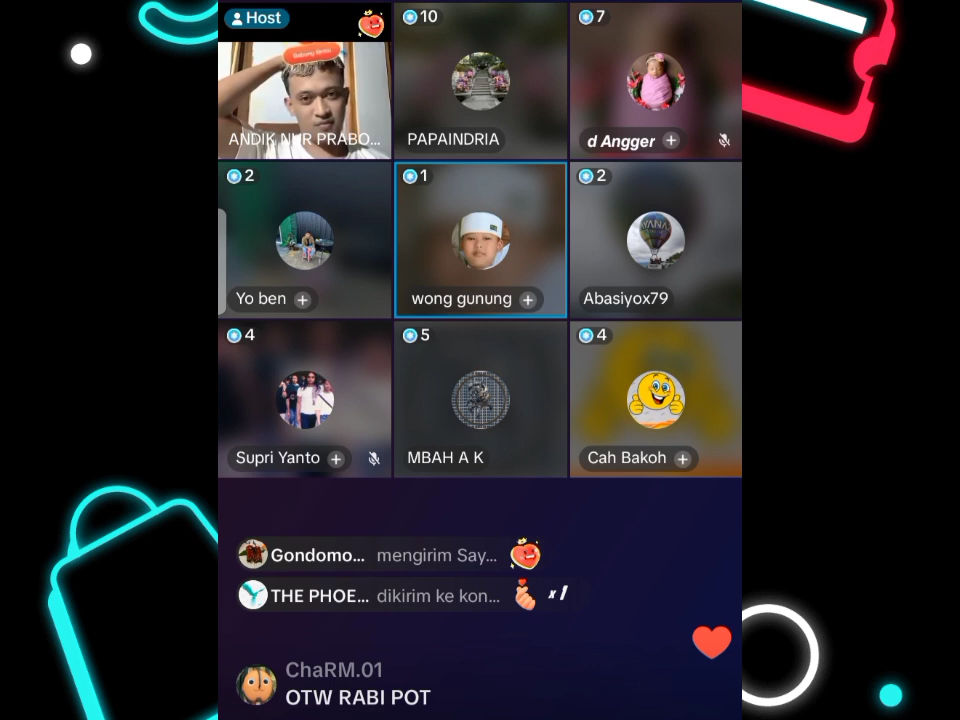 Host
10
7
ANDIK NUR PRABO...
PAPAINDRIA
d Angger
2
1
2
Yo ben
wong gunung
Abasiyox79
4
5
4
Supri Yanto
MBAH A K
Cah Bakoh
Gondomo... mengirim Say...
THE PHOE... dikirim ke kon... x1
ChaRM.01
OTW RABI POT